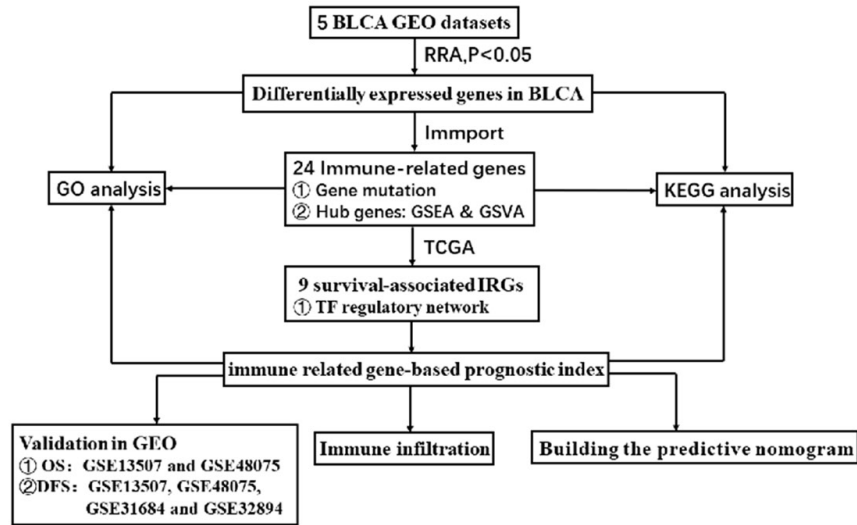 5 BLCA GEO datasets
RRA,P<0.05
Differentially expressed genes in BLCA
Immport
24 Immune-related genes
① Gene mutation
② Hub genes: GSEA & GSVA
GO analysis
KEGG analysis
TCGA
9 survival-associated IRGs
① TF regulatory network
immune related gene-based prognostic index
Validation in GEO
① OS: GSE13507 and GSE48075
②DFS: GSE13507, GSE48075,
GSE31684 and GSE32894
Immune infiltration
Building the predictive nomogram